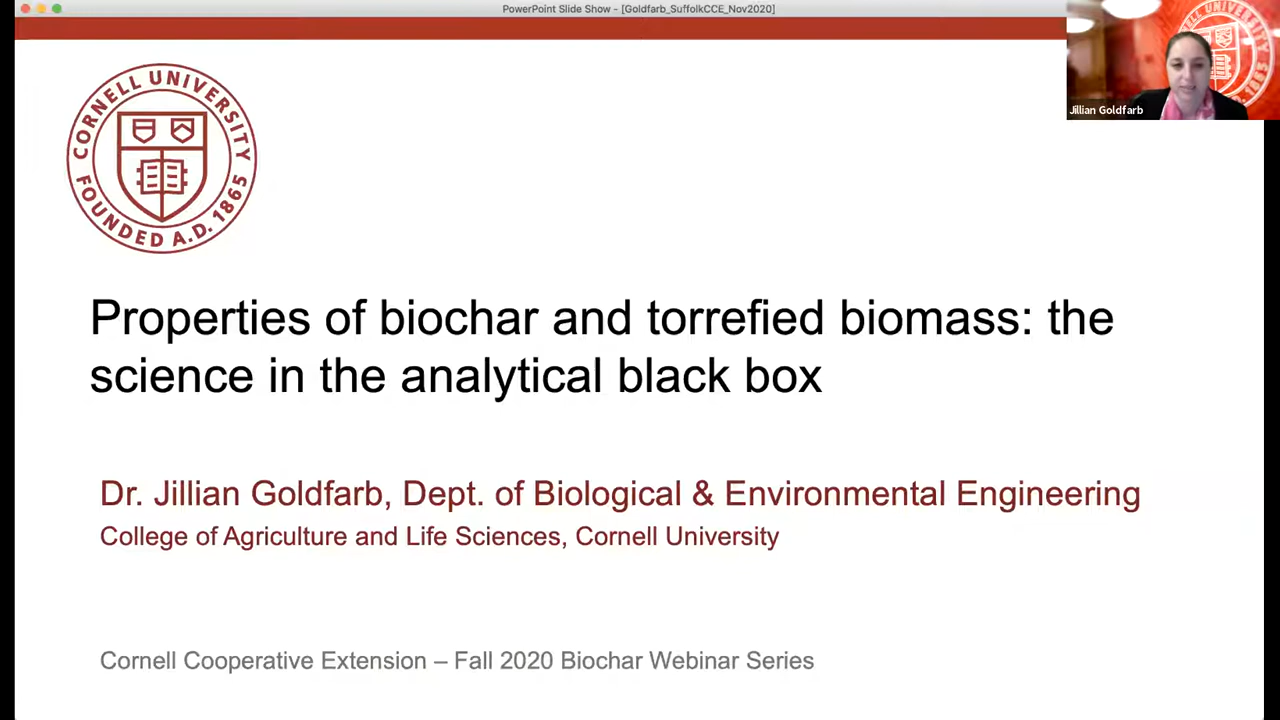 PowerPoint Slide Show - [Goldfarb_SuffolkCCE_Nov2020]
CORNELL UNIVERSITY
FOUNDED A.D. 1865
Jillian Goldfarb
Properties of biochar and torrefied biomass: the
science in the analytical black box
Dr. Jillian Goldfarb, Dept. of Biological & Environmental Engineering
College of Agriculture and Life Sciences, Cornell University
Cornell Cooperative Extension – Fall 2020 Biochar Webinar Series